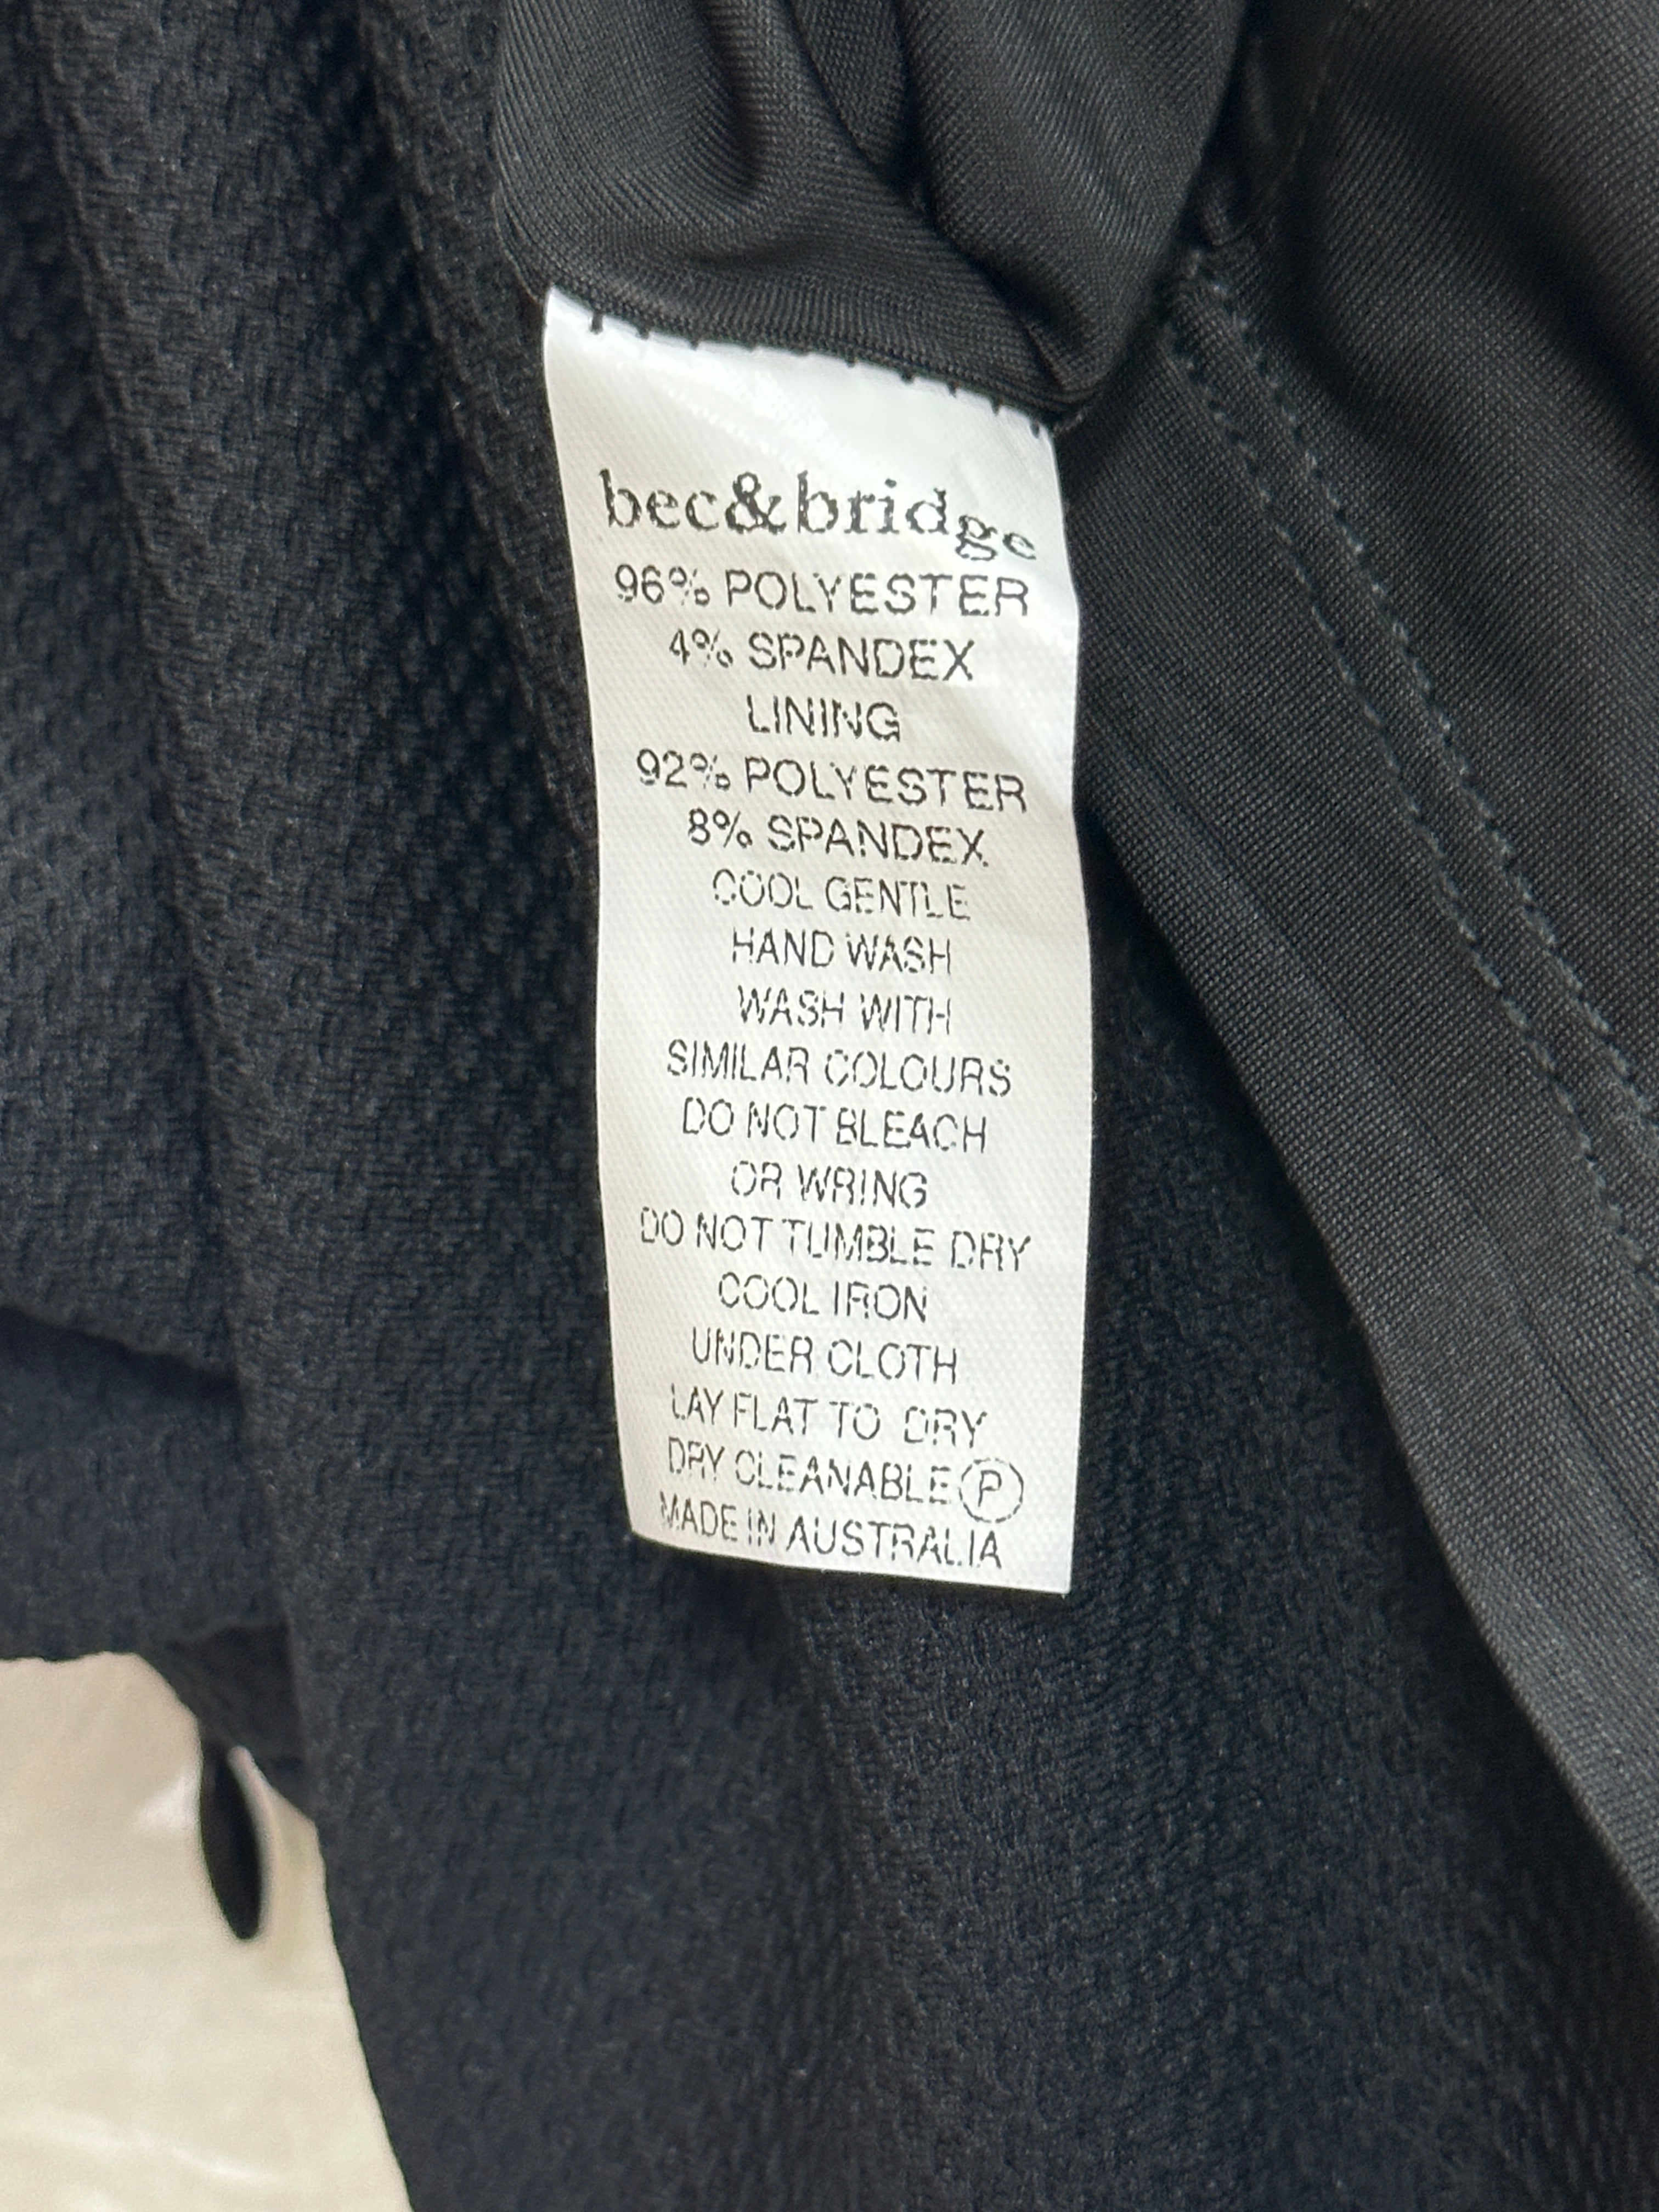 bec&bridge
96% POLYESTER
4% SPANDEX
LINING
92% POLYESTER
8% SPANDEX
COOL GENTLE
HAND WASH
WASH WITH
SIMILAR COLOURS
DO NOT BLEACH
OR WRING
DO NOT TUMBLE DRY
COOL IRON
UNDER CLOTH
LAY FLAT TO DRY
DRY CLEANABLE Ⓟ
MADE IN AUSTRALIA